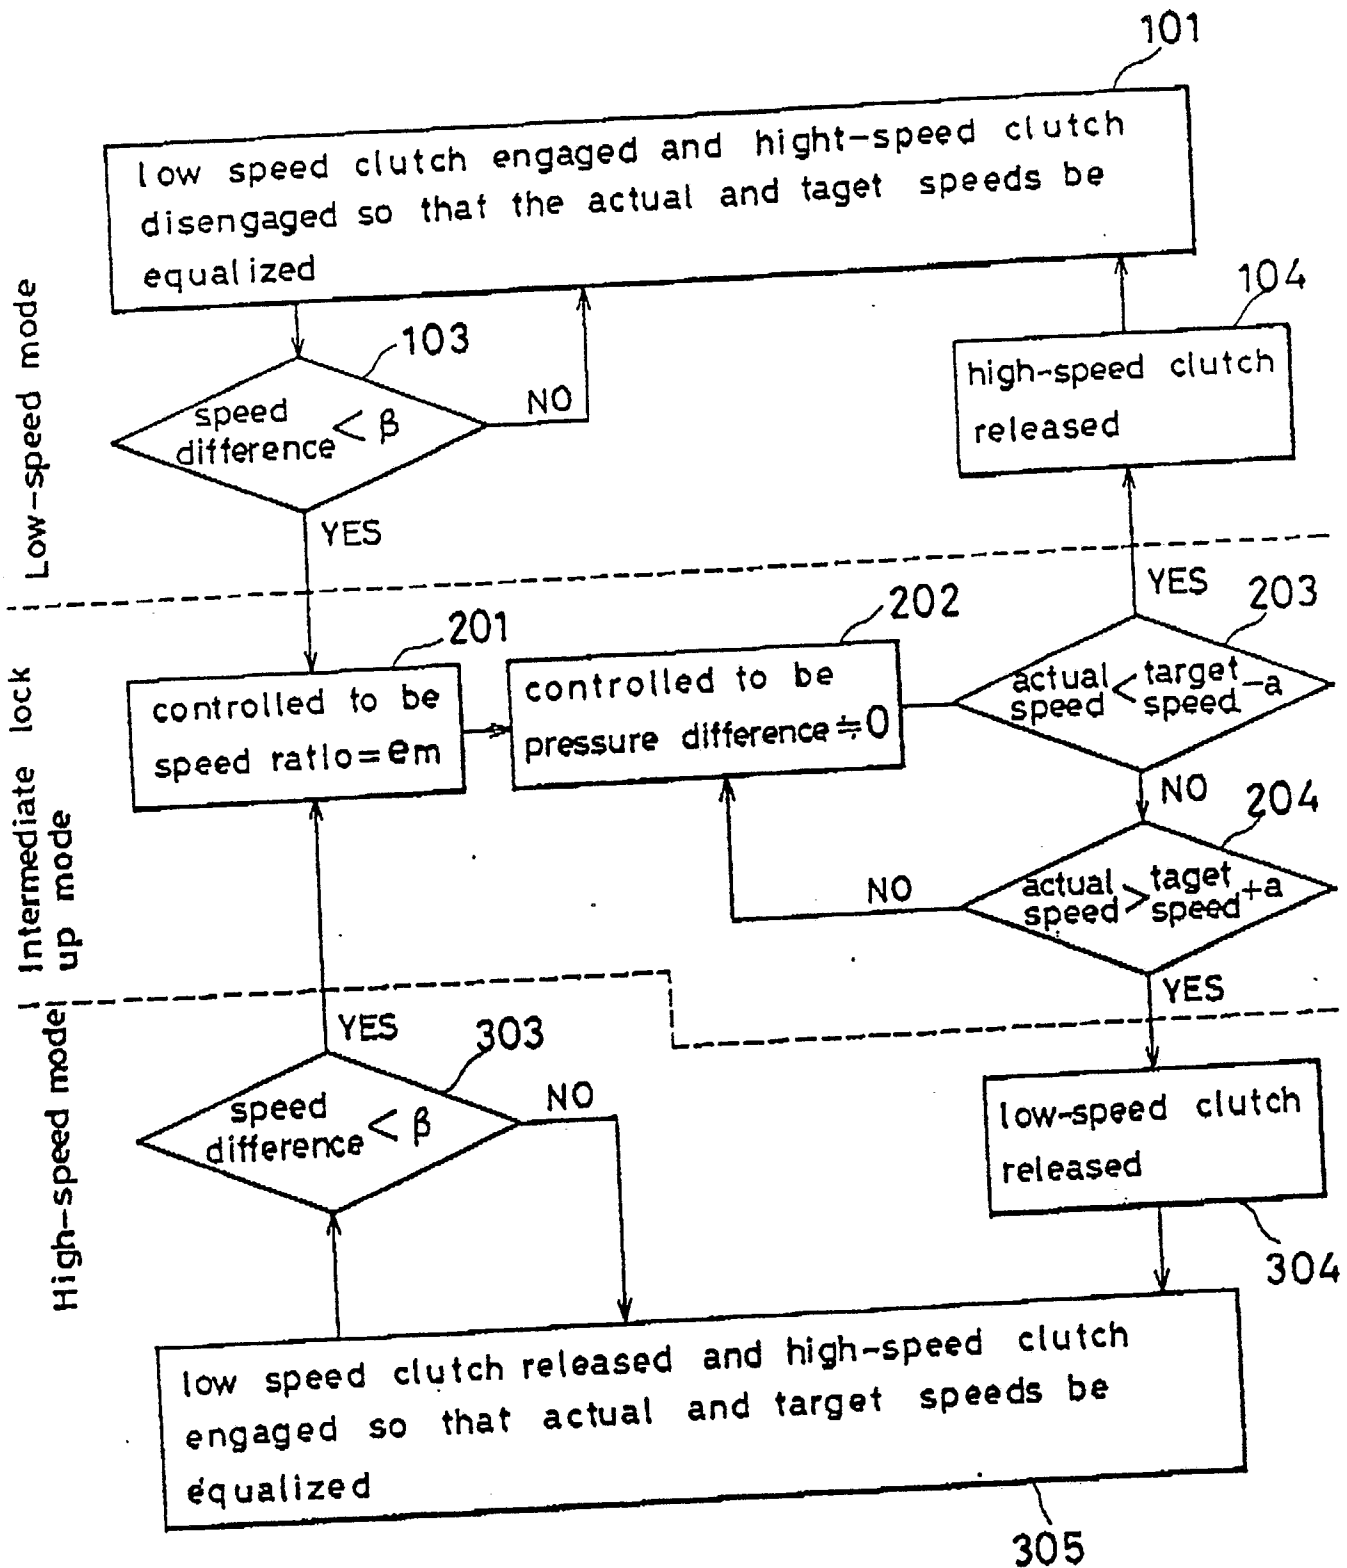 101
low speed clutch engaged and hight-speed clutch
disengaged so that the actual and taget speeds be
equalized
104
high-speed clutch
released
103
speed
difference < β
NO
YES
Low-speed mode
YES
203
actual
speed < target
speed - a
202
controlled to be
pressure difference ≒ 0
201
controlled to be
speed ratio = em
Intermediate lock
up mode
NO
204
actual
speed > taget
speed + a
NO
YES
YES
303
speed
difference < β
NO
High-speed mode
low-speed clutch
released
304
low speed clutch released and high-speed clutch
engaged so that actual and target speeds be
equalized
305